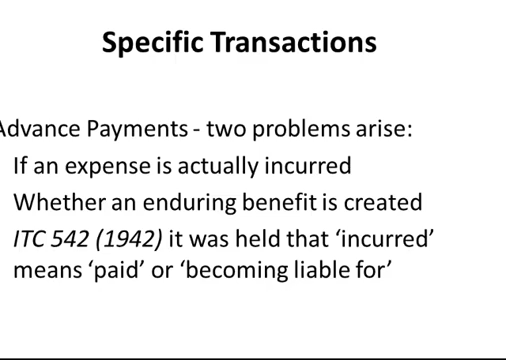 Specific Transactions
Advance Payments - two problems arise:
If an expense is actually incurred
Whether an enduring benefit is created
ITC 542 (1942) it was held that ‘incurred’
means ‘paid’ or ‘becoming liable for’